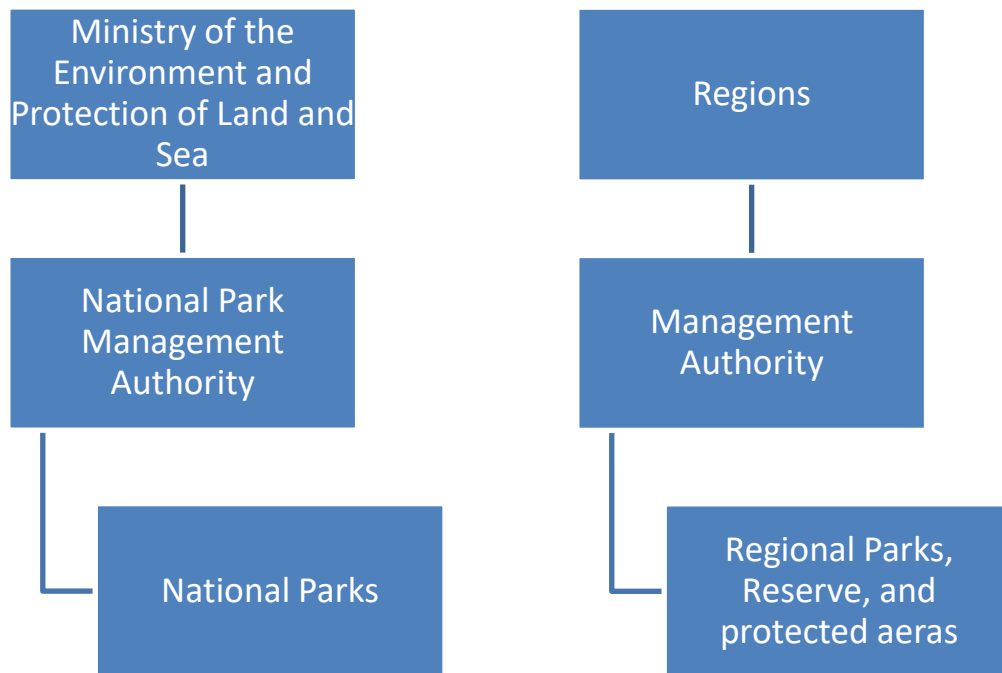 Ministry of the
Environment and
Protection of Land and
Sea
National Park
Management
Authority
National Parks
Regions
Management
Authority
Regional Parks,
Reserve, and
protected aeras